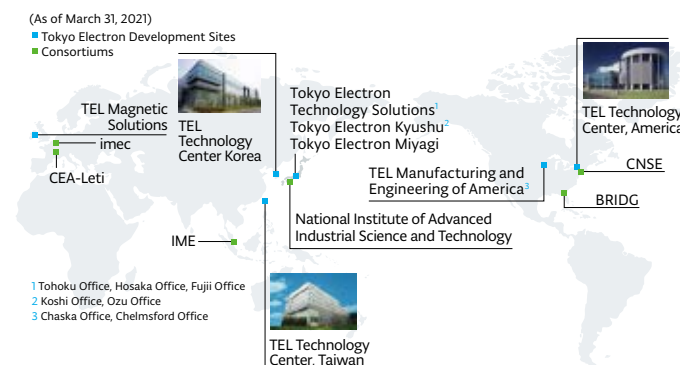 (As of March 31, 2021)
Tokyo Electron Development Sites
Consortiums
TEL Magnetic
Solutions
imec
CEA-Leti
TEL
Technology
Center Korea
Tokyo Electron
Technology Solutions1
Tokyo Electron Kyushu2
Tokyo Electron Miyagi
TEL Technology
Center, America
TEL Manufacturing and
Engineering of America3
CNSE
BRIDG
National Institute of Advanced
Industrial Science and Technology
IME
1 Tohoku Office, Hosaka Office, Fujii Office
2 Koshi Office, Ozu Office
3 Chaska Office, Chelmsford Office
TEL Technology
Center, Taiwan